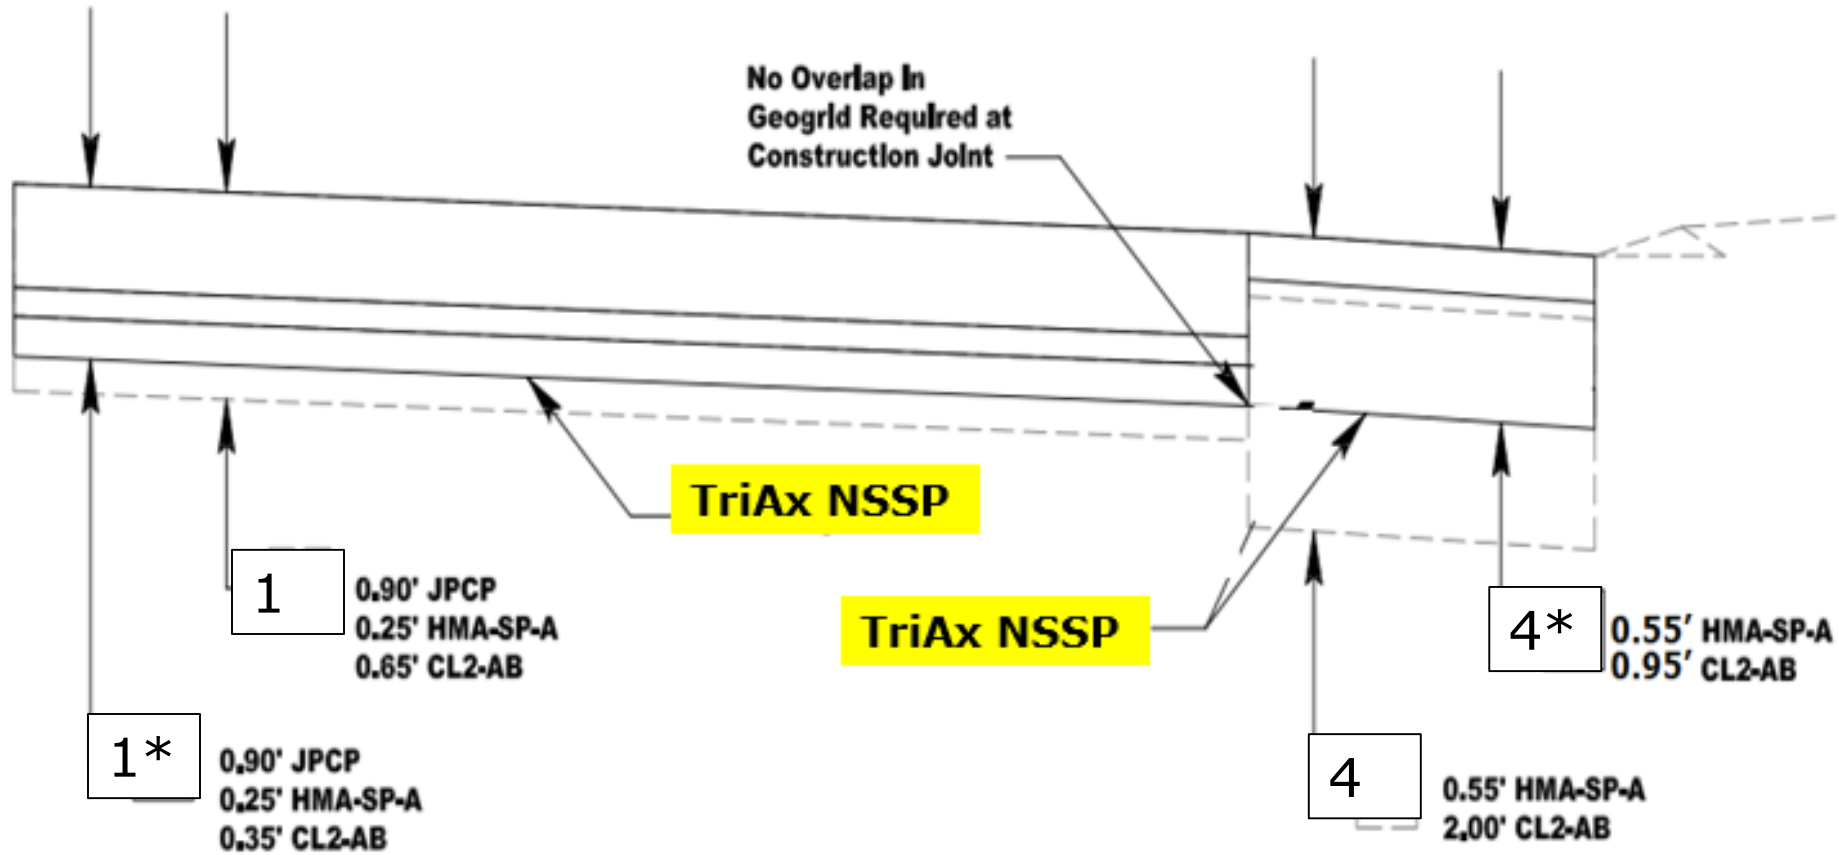 No Overlap In
Geogrid Required at
Construction Joint
TriAx NSSP
TriAx NSSP
1
0.90' JPCP
0.25' HMA-SP-A
0.65' CL2-AB
4*
0.55' HMA-SP-A
0.95' CL2-AB
1*
0.90' JPCP
0.25' HMA-SP-A
0.35' CL2-AB
4
0.55' HMA-SP-A
2.00' CL2-AB